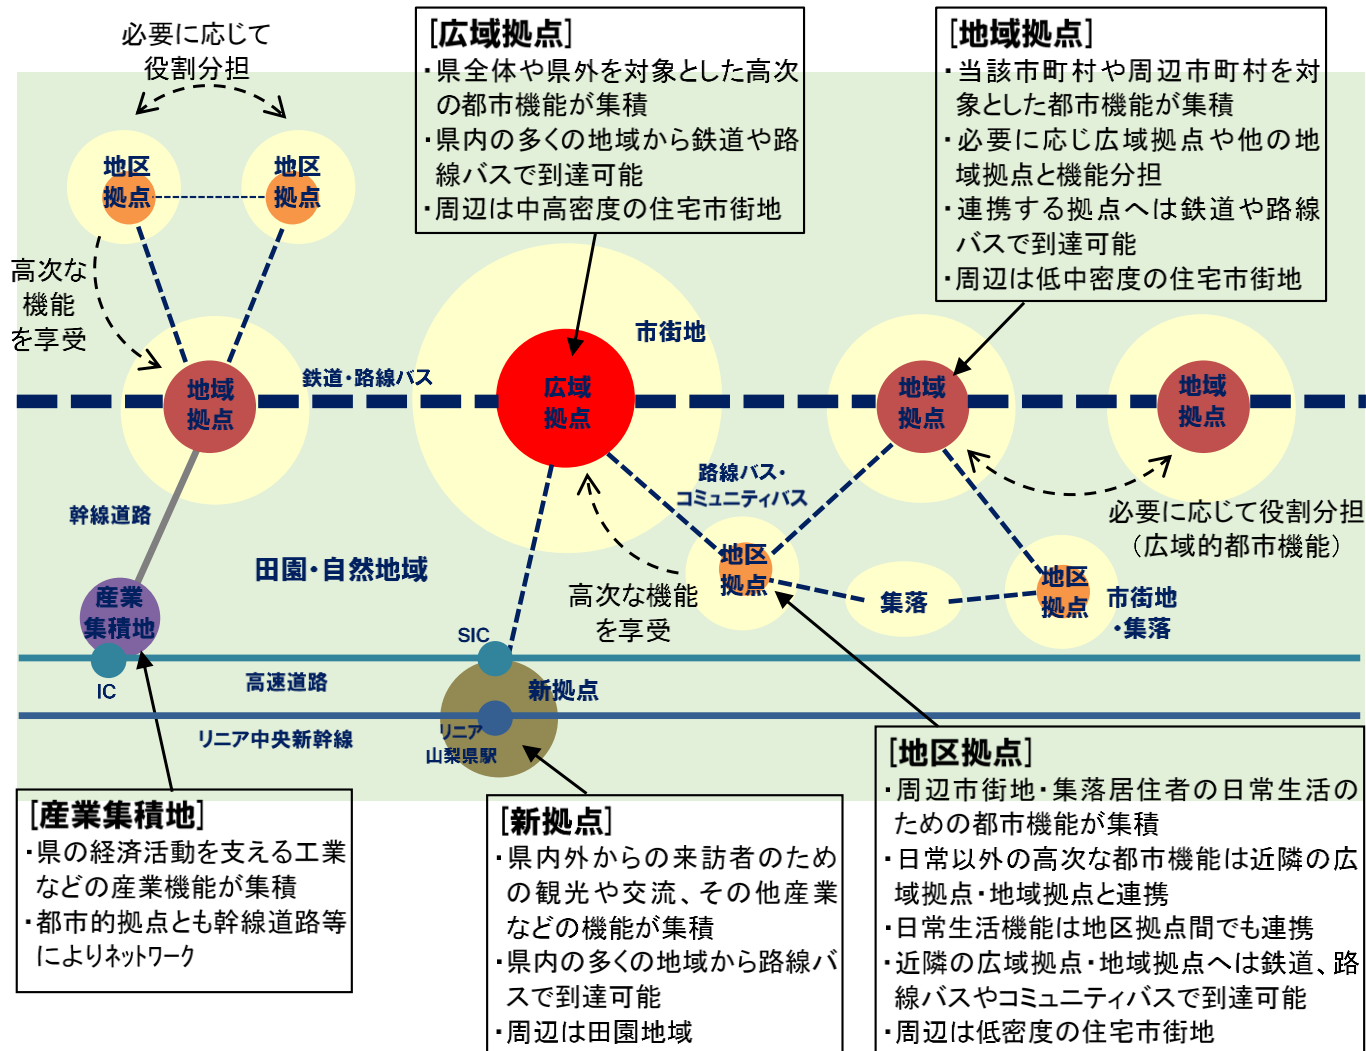 必要に応じて
役割分担
[広域拠点]
・県全体や県外を対象とした高次
の都市機能が集積
・県内の多くの地域から鉄道や路
線バスで到達可能
・周辺は中高密度の住宅市街地
[地域拠点]
・当該市町村や周辺市町村を対
象とした都市機能が集積
・必要に応じ広域拠点や他の地
域拠点と機能分担
・連携する拠点へは鉄道や路線
バスで到達可能
・周辺は低中密度の住宅市街地
地区
拠点
地区
拠点
高次な
機能
を享受
市街地
鉄道・路線バス
地域
拠点
広域
拠点
地域
拠点
地域
拠点
路線バス・
コミュニティバス
幹線道路
必要に応じて役割分担
(広域的都市機能)
田園・自然地域
地区
拠点
高次な機能
を享受
集落
地区
拠点
市街地
・集落
産業
集積地
SIC
IC
高速道路
新拠点
リニア中央新幹線
リニア
山梨県駅
[産業集積地]
・県の経済活動を支える工業
などの産業機能が集積
・都市的拠点とも幹線道路等
によりネットワーク
[新拠点]
・県内外からの来訪者のため
の観光や交流、その他産業
などの機能が集積
・県内の多くの地域から路線バ
スで到達可能
・周辺は田園地域
[地区拠点]
・周辺市街地・集落居住者の日常生活の
ための都市機能が集積
・日常以外の高次な都市機能は近隣の広
域拠点・地域拠点と連携
・日常生活機能は地区拠点間でも連携
・近隣の広域拠点・地域拠点へは鉄道、路
線バスやコミュニティバスで到達可能
・周辺は低密度の住宅市街地